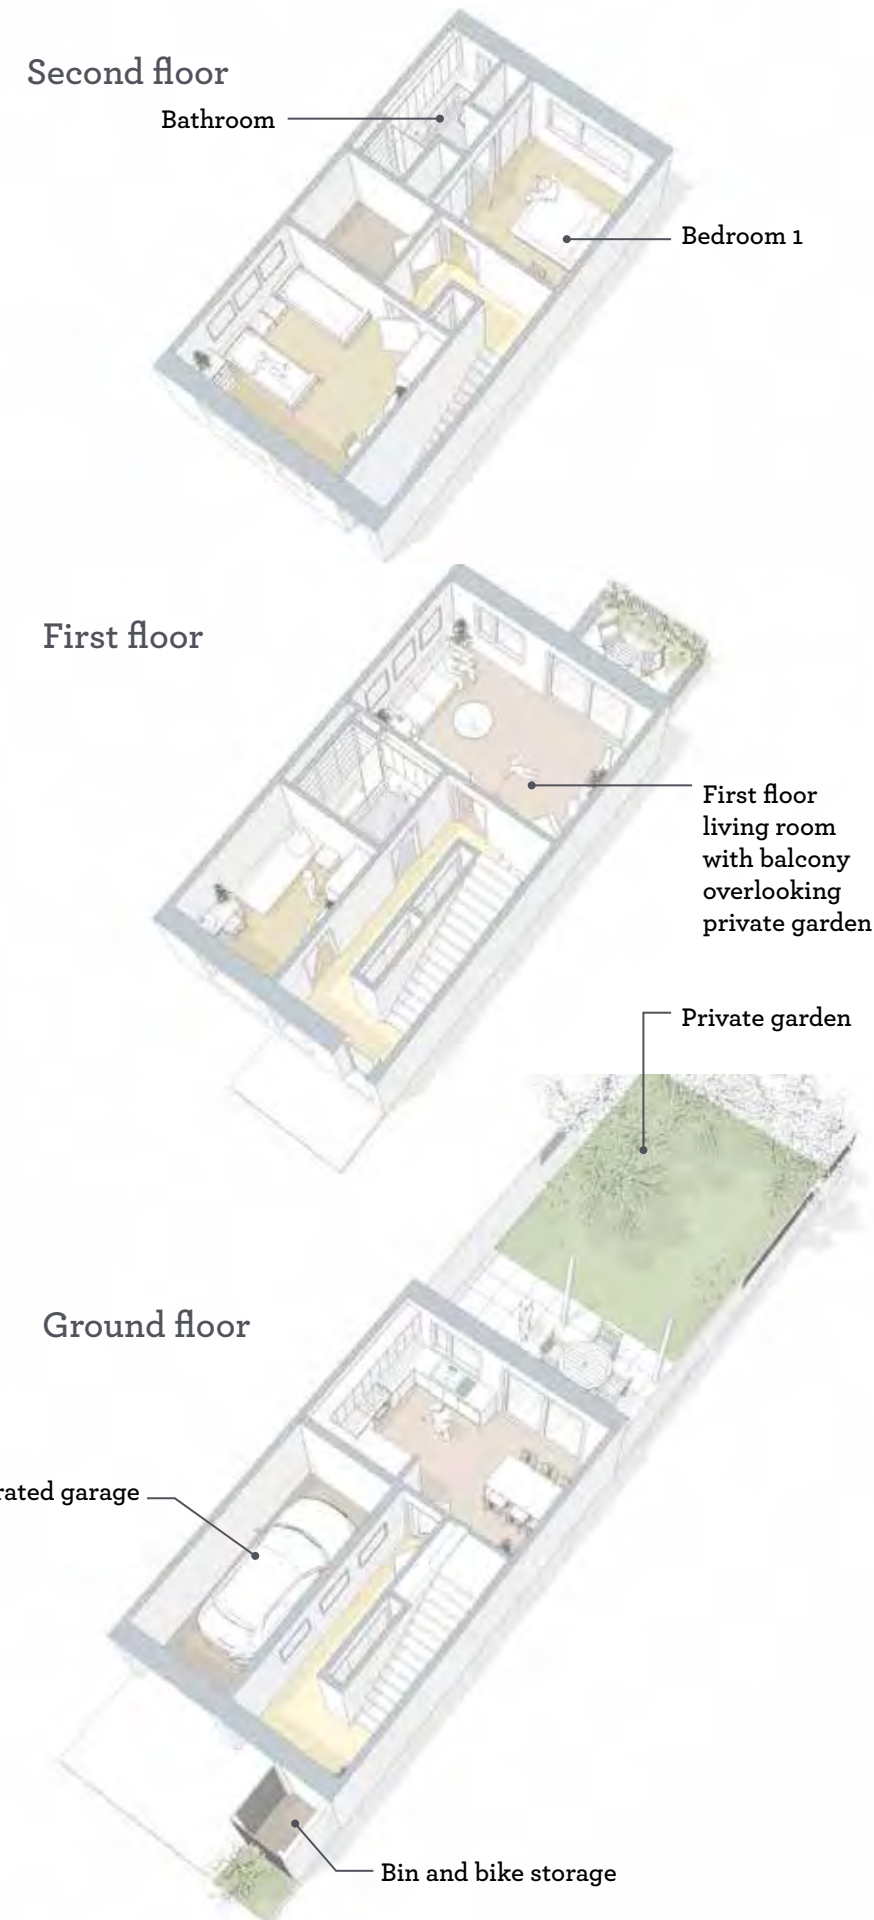 Second floor
Bathroom
Bedroom 1
First floor
First floor
living room
with balcony
overlooking
private garden
Private garden
Ground floor
rated garage
Bin and bike storage